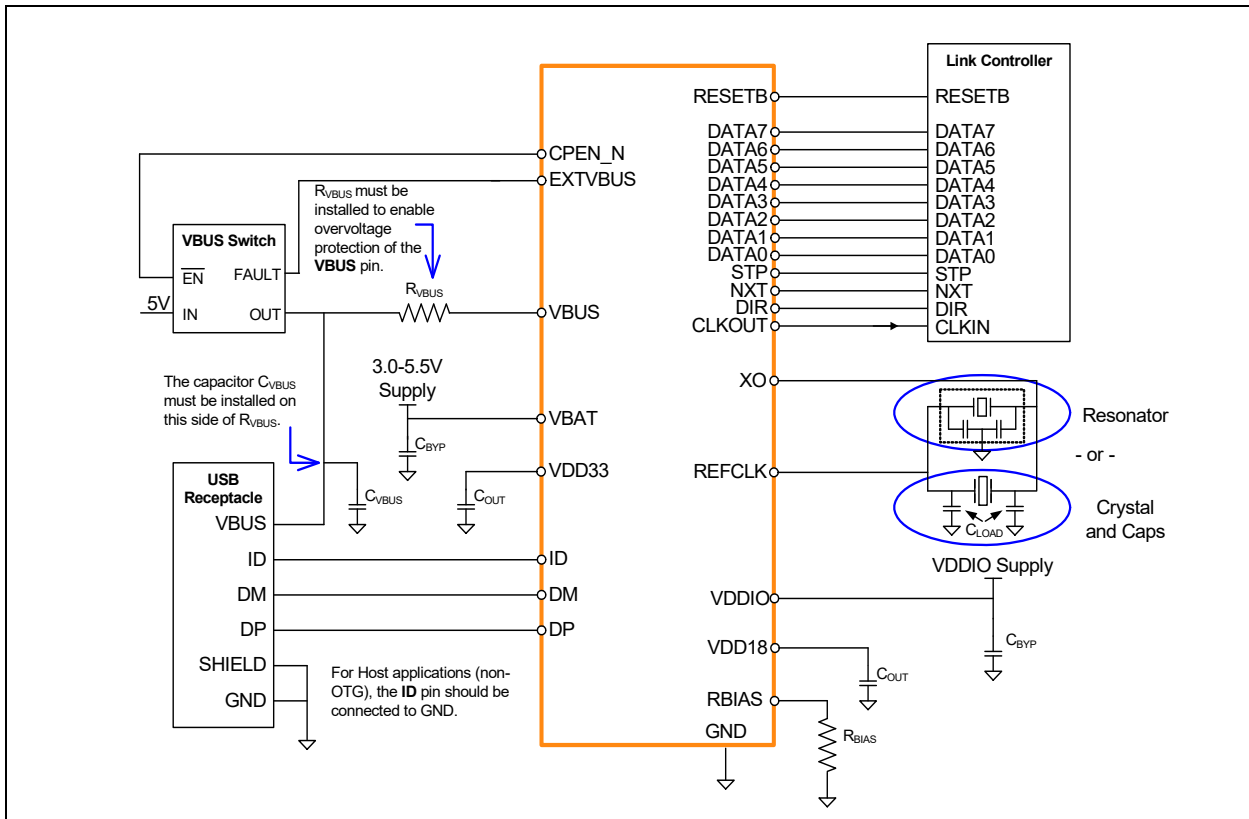 Link Controller
RESETB
RESETB
DATA7
DATA7
DATA6
DATA6
DATA5
DATA5
DATA4
DATA4
DATA3
DATA3
DATA2
DATA2
DATA1
DATA1
DATA0
DATA0
STP
STP
NXT
NXT
DIR
DIR
CLKOUT
CLKIN
CPEN_N
EXTVBUS
RVBUS must be
installed to enable
overvoltage
protection of the
VBUS pin.
VBUS Switch
EN
FAULT
5V
IN
OUT
RVBUS
VBUS
3.0-5.5V
Supply
The capacitor CVBUS
must be installed on
this side of RVBUS.
VBAT
CBYP
VDD33
COUT
CVBUS
XO
REFCLK
Resonator
- or -
Crystal
and Caps
CLOAD
USB
Receptacle
VBUS
ID
ID
DM
DM
DP
DP
SHIELD
GND
For Host applications (non-
OTG), the ID pin should be
connected to GND.
VDDIO Supply
VDDIO
CBYP
VDD18
COUT
RBIAS
RBIAS
GND